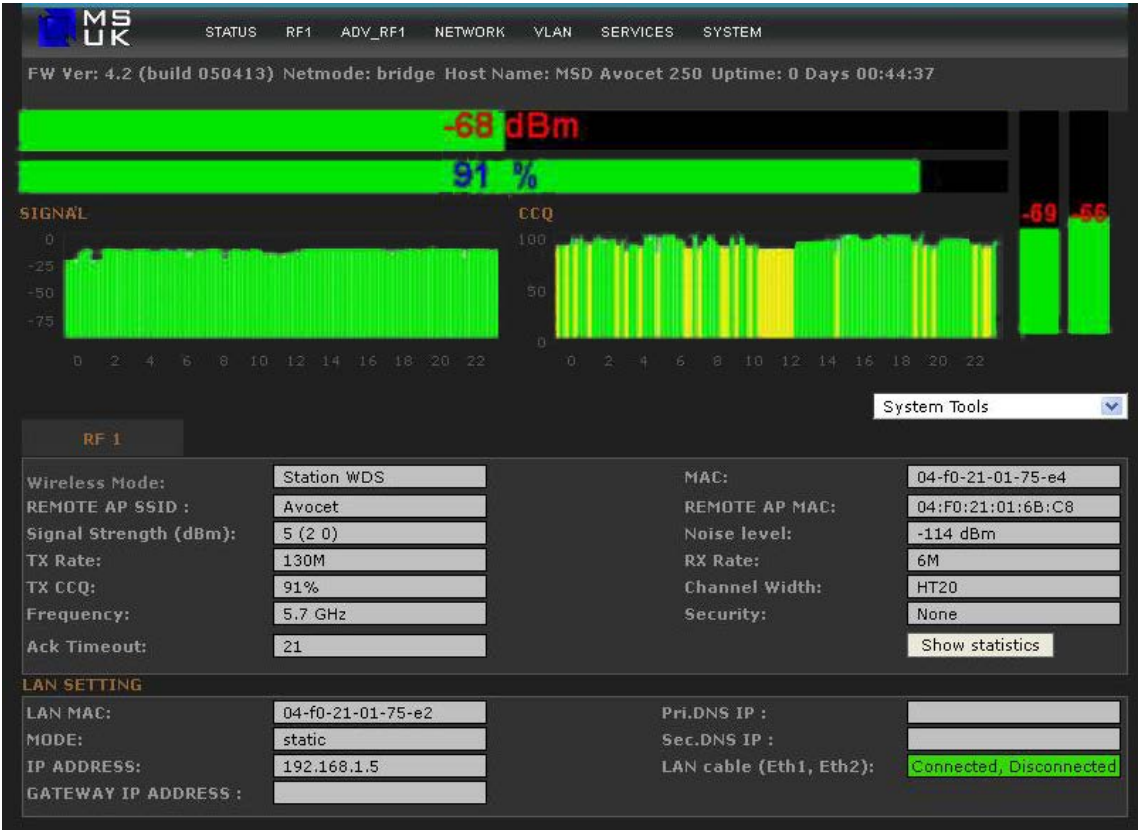 MS
UK
STATUS RF1 ADV_RF1 NETWORK VLAN SERVICES SYSTEM
FW Ver: 4.2 (build 050413) Netmode: bridge Host Name: MSD Avocet 250 Uptime: 0 Days 00:44:37
-68 dBm
91 %
SIGNAL
CCQ
-69 -66
0
-25
-50
-75
0 2 4 6 8 10 12 14 16 18 20 22
100
50
0
0 2 4 6 8 10 12 14 16 18 20 22
System Tools
RF 1
Wireless Mode: Station WDS MAC: 04-f0-21-01-75-e4
REMOTE AP SSID : Avocet REMOTE AP MAC: 04:F0:21:01:6B:C8
Signal Strength (dBm): 5 (2 0) Noise level: -114 dBm
TX Rate: 130M RX Rate: 6M
TX CCQ: 91% Channel Width: HT20
Frequency: 5.7 GHz Security: None
Ack Timeout: 21 Show statistics
LAN SETTING
LAN MAC: 04-f0-21-01-75-e2 Pri.DNS IP :
MODE: static Sec.DNS IP :
IP ADDRESS: 192.168.1.5 LAN cable (Eth1, Eth2): Connected, Disconnected
GATEWAY IP ADDRESS :